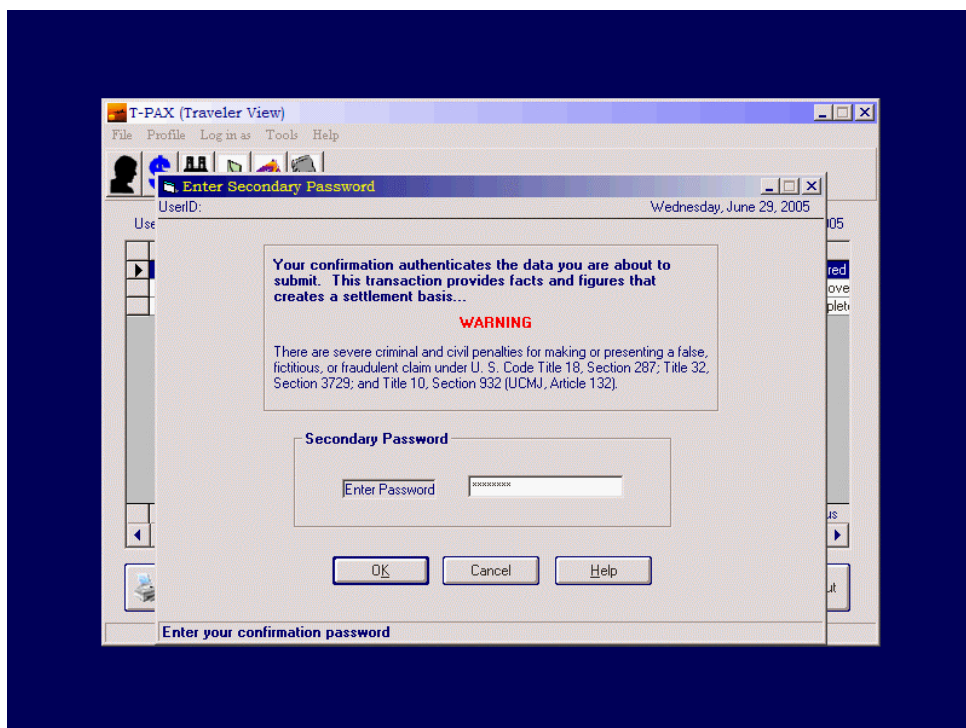 T-PAX (Traveler View)
File Profile Log in as Tools Help
Enter Secondary Password
UserID: Wednesday, June 29, 2005
Your confirmation authenticates the data you are about to
submit. This transaction provides facts and figures that
creates a settlement basis...
WARNING
There are severe criminal and civil penalties for making or presenting a false,
fictitious, or fraudulent claim under U. S. Code Title 18, Section 287; Title 32,
Section 3729; and Title 10, Section 932 (UCMJ, Article 132).
Secondary Password
Enter Password ********
OK Cancel Help
Enter your confirmation password